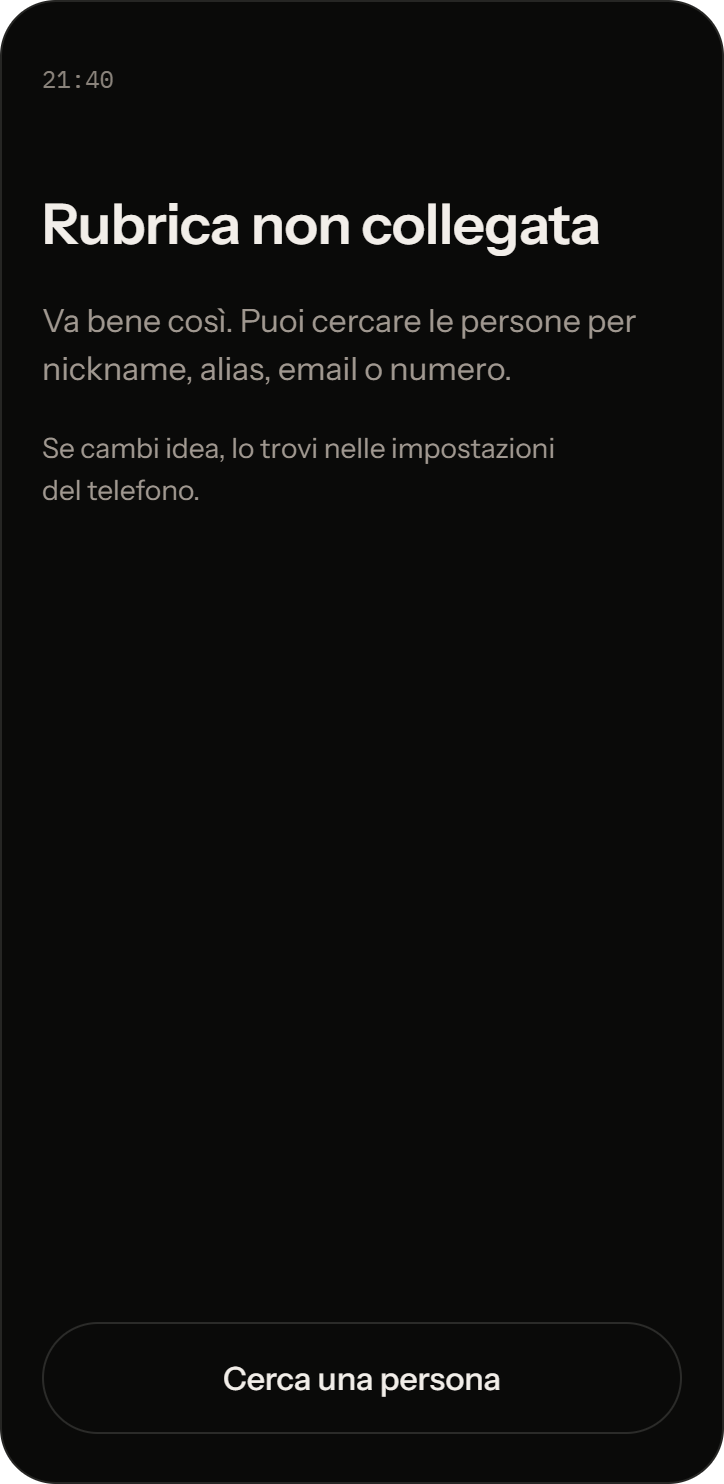 21:40
Rubrica non collegata
Va bene così. Puoi cercare le persone per
nickname, alias, email o numero.
Se cambi idea, lo trovi nelle impostazioni
del telefono.
Cerca una persona